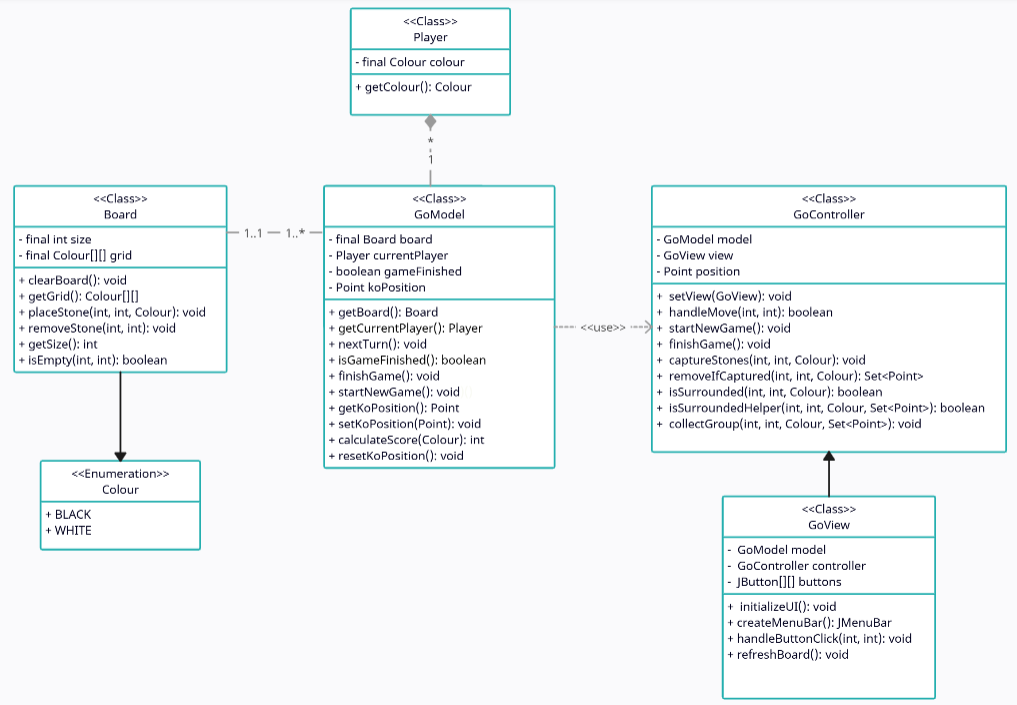 <<Class>>
Player
- final Colour colour
+ getColour(): Colour
*
1
<<Class>>
Board
- final int size
- final Colour[][] grid
+ clearBoard(): void
+ getGrid(): Colour[][]
+ placeStone(int, int, Colour): void
+ removeStone(int, int): void
+ getSize(): int
+ isEmpty(int, int): boolean
1..1
1..*
<<Class>>
GoModel
- final Board board
- Player currentPlayer
- boolean gameFinished
- Point koPosition
+ getBoard(): Board
+ getCurrentPlayer(): Player
+ nextTurn(): void
+ isGameFinished(): boolean
+ finishGame(): void
+ startNewGame(): void
+ getKoPosition(): Point
+ setKoPosition(Point): void
+ calculateScore(Colour): int
+ resetKoPosition(): void
<<use>>
<<Class>>
GoController
- GoModel model
- GoView view
- Point position
+ setView(GoView): void
+ handleMove(int, int): boolean
+ startNewGame(): void
+ finishGame(): void
+ captureStones(int, int, Colour): void
+ removeIfCaptured(int, int, Colour): Set<Point>
+ isSurrounded(int, int, Colour): boolean
+ isSurroundedHelper(int, int, Colour, Set<Point>): boolean
+ collectGroup(int, int, Colour, Set<Point>): void
<<Enumeration>>
Colour
+ BLACK
+ WHITE
<<Class>>
GoView
- GoModel model
- GoController controller
- JButton[][] buttons
+ initializeUI(): void
+ createMenuBar(): JMenuBar
+ handleButtonClick(int, int): void
+ refreshBoard(): void